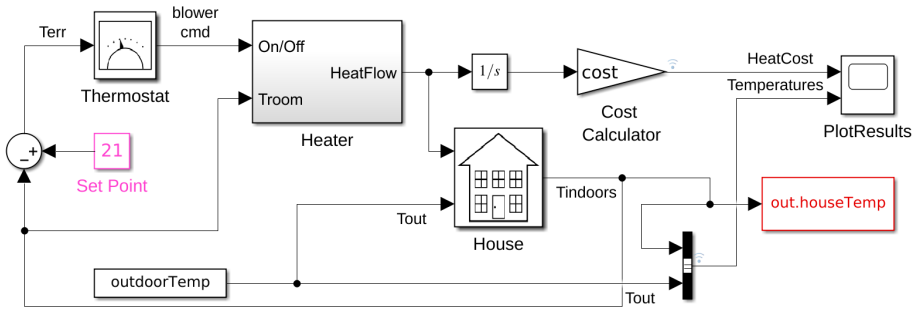 blower
cmd
Terr
Thermostat
On/Off
HeatFlow
Troom
Heater
1/s
cost
Cost
Calculator
HeatCost
Temperatures
PlotResults
−+
21
Set Point
Tout
House
Tindoors
out.houseTemp
outdoorTemp
Tout